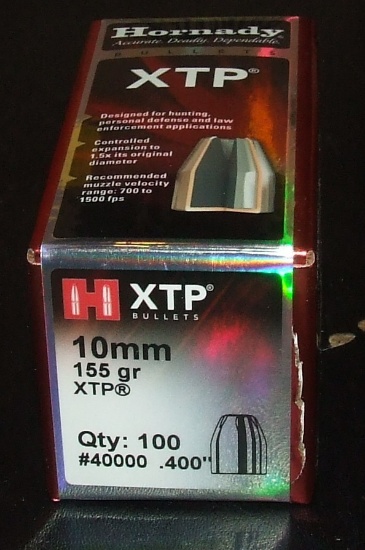 Hornady®
Accurate. Deadly. Dependable.
BULLETS
XTP®
Designed for hunting,
personal defense and law
enforcement applications
Controlled
expansion to
1.5x its original
diameter
Recommended
muzzle velocity
range: 700 to
1500 fps
H XTP®
BULLETS
10mm
155 gr
XTP®
Qty: 100
#40000 .400"